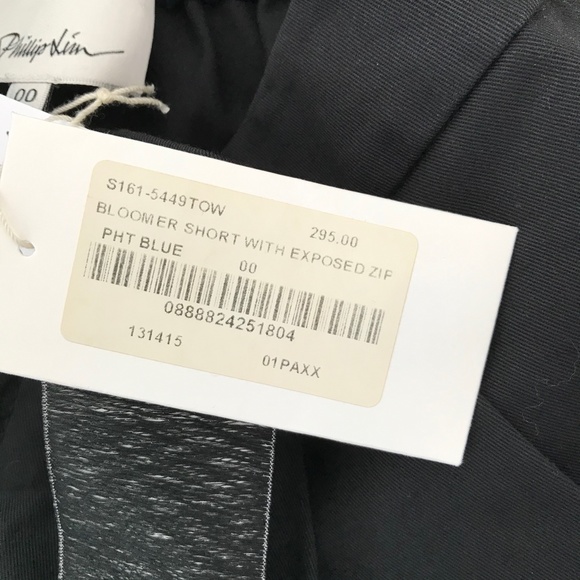 Phillip Lim
00
S161-5449TOW 295.00
BLOOMER SHORT WITH EXPOSED ZIP
PHT BLUE 00
0888824251804
131415 01PAXX